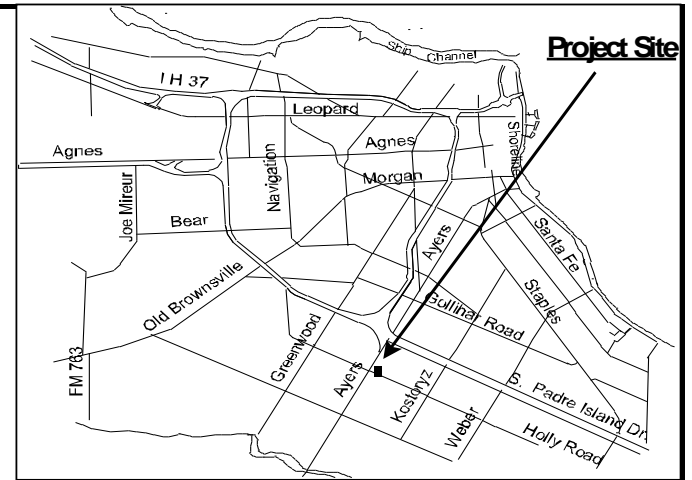 Ship Channel
Project Site
I H 37
Leopard
Shoreline
Agnes
Agnes
Morgan
Navigation
Joe Mireur
Bear
Ayers
Santa Fe
Staples
Old Brownsville
Gollihar Road
Greenwood
FM 763
Ayers
Kostoryz
Weber
S. Padre Island Dr.
Holly Road